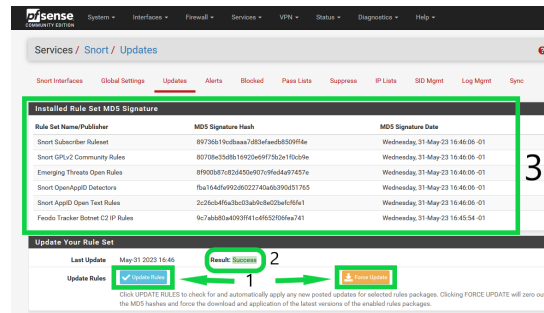 pfsense
COMMUNITY EDITION
System Interfaces Firewall Services VPN Status Diagnostics Help
Services / Snort / Updates
Snort Interfaces Global Settings Updates Alerts Blocked Pass Lists Suppress IP Lists SID Mgmt Log Mgmt Sync
Installed Rule Set MD5 Signature
Rule Set Name/Publisher MD5 Signature Hash MD5 Signature Date
Snort Subscriber Ruleset 89736b19cdbaaa7d83efaedb8509ff4e Wednesday, 31-May-23 16:46:06 -01
Snort GPLv2 Community Rules 80708e35d8b16920e69f75b2e1f0cb9e Wednesday, 31-May-23 16:46:06 -01
Emerging Threats Open Rules 8f900b87c82d450e907c9fed4a97457e Wednesday, 31-May-23 16:46:06 -01
Snort OpenAppID Detectors fba164dfe992d6022740a6b390d51765 Wednesday, 31-May-23 16:46:06 -01
Snort AppID Open Text Rules 2c26cb4f6a3bc03ab9c8e02befcf6fe1 Wednesday, 31-May-23 16:46:06 -01
Feodo Tracker Botnet C2 IP Rules 9c7abb80a4093ff41c4f652f06fea741 Wednesday, 31-May-23 16:45:54 -01
3
Update Your Rule Set
Last Update May-31 2023 16:46 Result: Success 2
Update Rules Update Rules 1 Force Update
Click UPDATE RULES to check for and automatically apply any new posted updates for selected rules packages. Clicking FORCE UPDATE will zero ou
the MD5 hashes and force the download and application of the latest versions of the enabled rules packages.